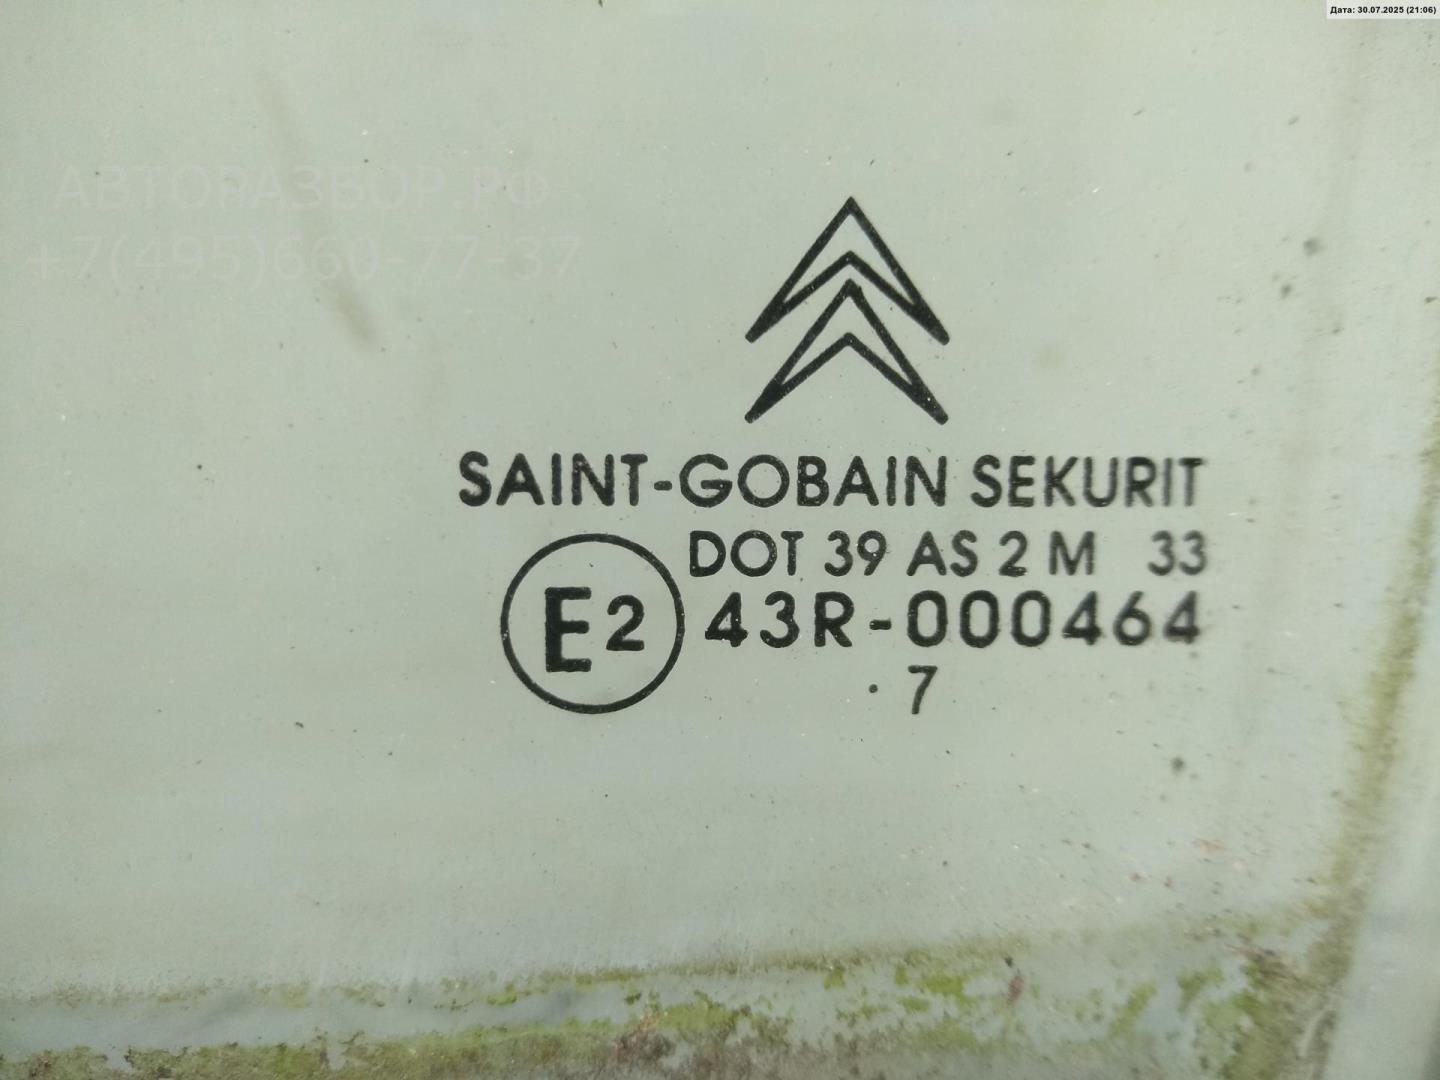 Дата: 30.07.2025 (21:06)
АВТОРАЗБОР.РФ
+7(495)660-77-37
SAINT-GOBAIN SEKURIT
DOT 39 AS 2 M 33
E2 43R-000464
. 7